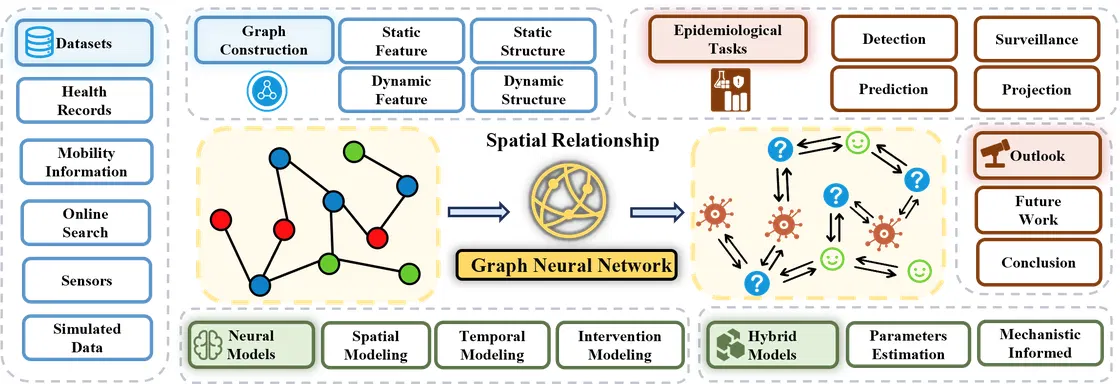 Datasets
Health
Records
Mobility
Information
Online
Search
Sensors
Simulated
Data
Graph
Construction
Static
Feature
Static
Structure
Dynamic
Feature
Dynamic
Structure
Epidemiological
Tasks
Detection
Surveillance
Prediction
Projection
Spatial Relationship
Graph Neural Network
? 
?
?
?
Outlook
Future
Work
Conclusion
Neural
Models
Spatial
Modeling
Temporal
Modeling
Intervention
Modeling
Hybrid
Models
Parameters
Estimation
Mechanistic
Informed